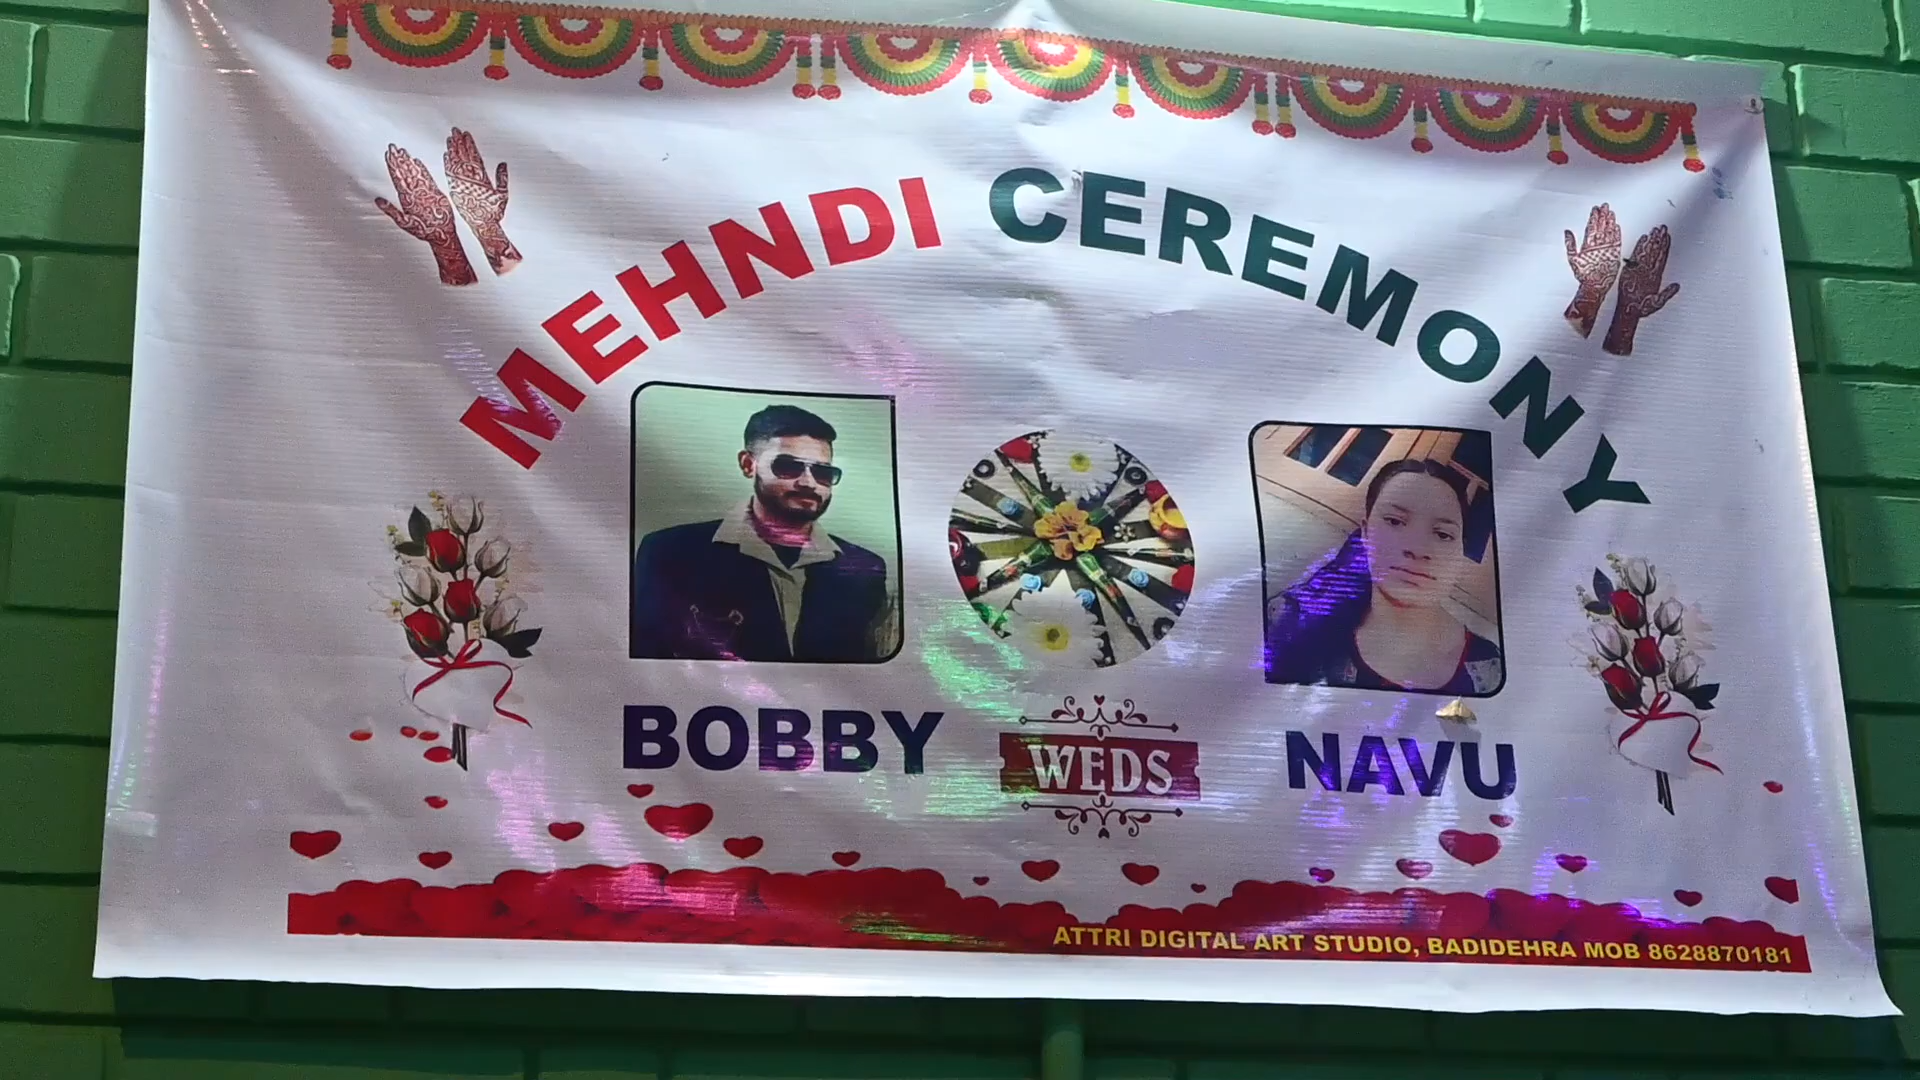 MEHNDI CEREMONY
BOBBY WEDS NAVU
ATTRI DIGITAL ART STUDIO, BADIDEHRA MOB 8628870181